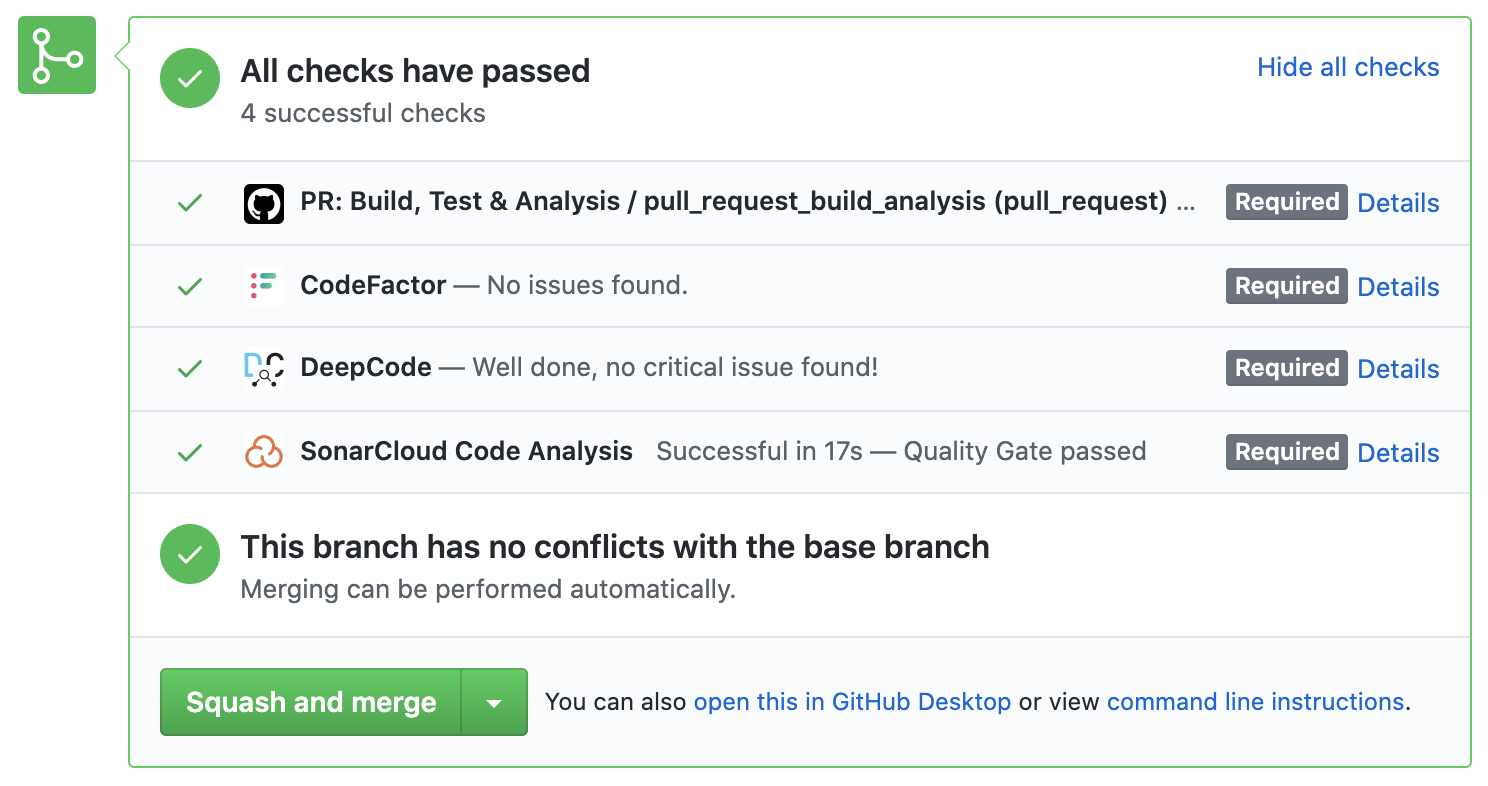 All checks have passed
Hide all checks
4 successful checks
PR: Build, Test & Analysis / pull_request_build_analysis (pull_request) ... Required Details
CodeFactor — No issues found. Required Details
DeepCode — Well done, no critical issue found! Required Details
SonarCloud Code Analysis Successful in 17s — Quality Gate passed Required Details
This branch has no conflicts with the base branch
Merging can be performed automatically.
Squash and merge You can also open this in GitHub Desktop or view command line instructions.